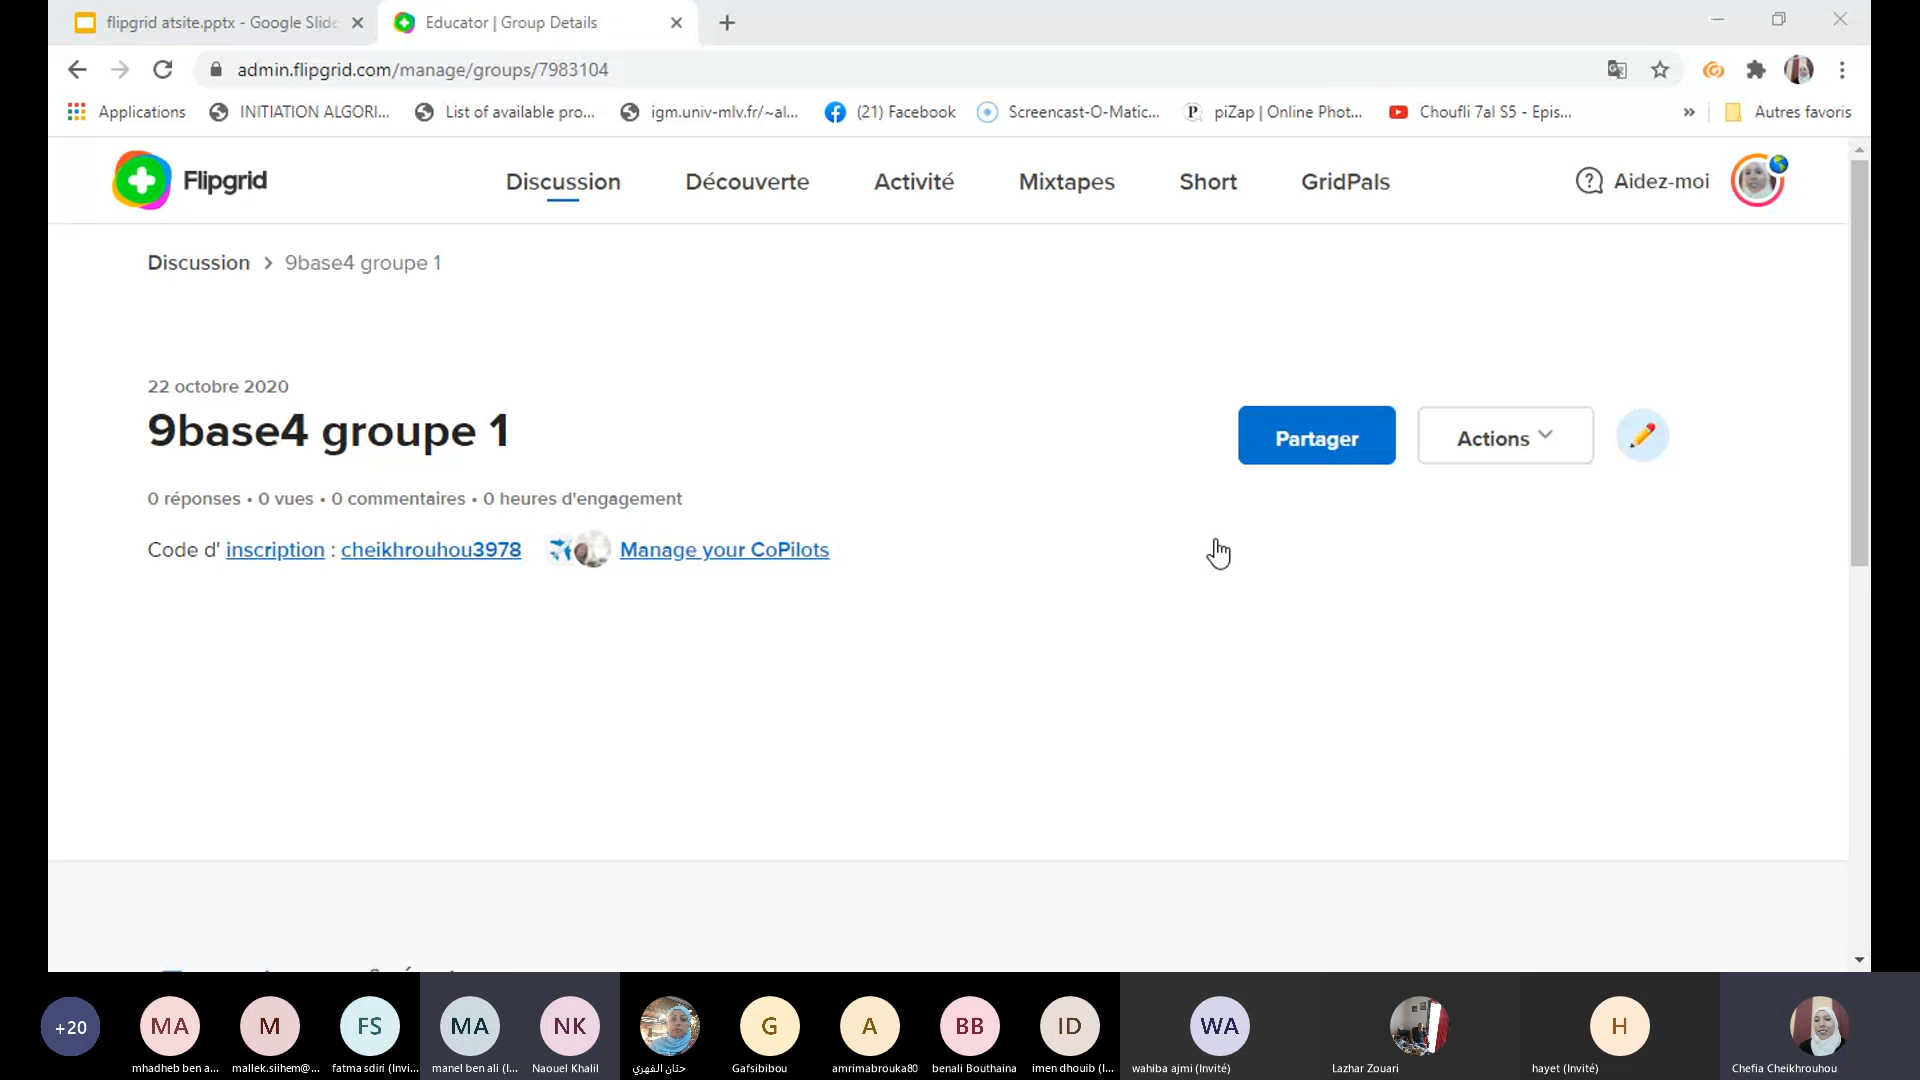 flipgrid atsite.pptx - Google Slide
Educator | Group Details
admin.flipgrid.com/manage/groups/7983104
Applications
INITIATION ALGORI...
List of available pro...
igm.univ-mlv.fr/~al...
(21) Facebook
Screencast-O-Matic...
piZap | Online Phot...
Choufli 7al S5 - Epis...
»
Autres favoris
Flipgrid
Discussion
Découverte
Activité
Mixtapes
Short
GridPals
Aidez-moi
Discussion > 9base4 groupe 1
22 octobre 2020
9base4 groupe 1
Partager
Actions
0 réponses • 0 vues • 0 commentaires • 0 heures d'engagement
Code d' inscription : cheikhrouhou3978
Manage your CoPilots
+20
MA
M
FS
MA
NK
G
A
BB
ID
WA
H
mhadheb ben a...
mallek.siihem@...
fatma sdiri (Invi...
manel ben ali (I...
Naouel Khalil
حنان الفهري
Gafsibibou
amrimabrouka80
benali Bouthaina
imen dhouib (I...
wahiba ajmi (Invité)
Lazhar Zouari
hayet (Invité)
Chefia Cheikhrouhou